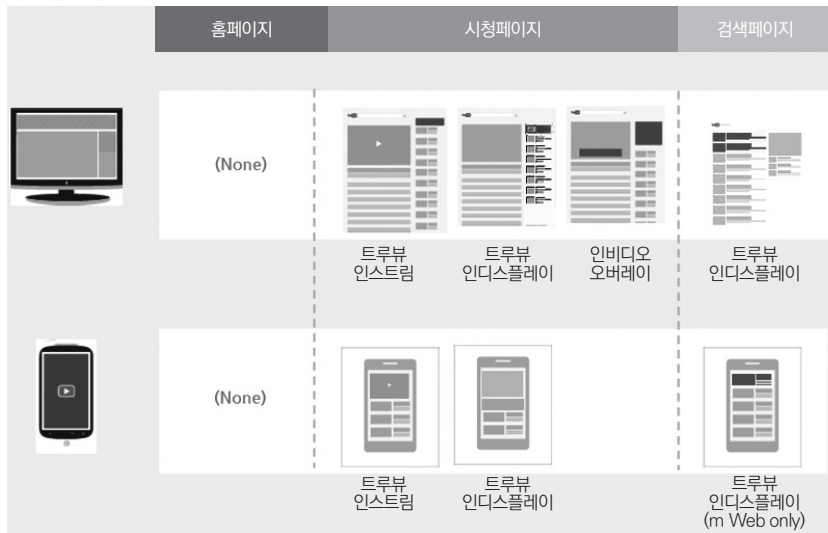 홈페이지
시청페이지
검색페이지
(None)
트루뷰
인스트림
트루뷰
인디스플레이
인비디오
오버레이
트루뷰
인디스플레이
(None)
트루뷰
인스트림
트루뷰
인디스플레이
트루뷰
인디스플레이
(m Web only)